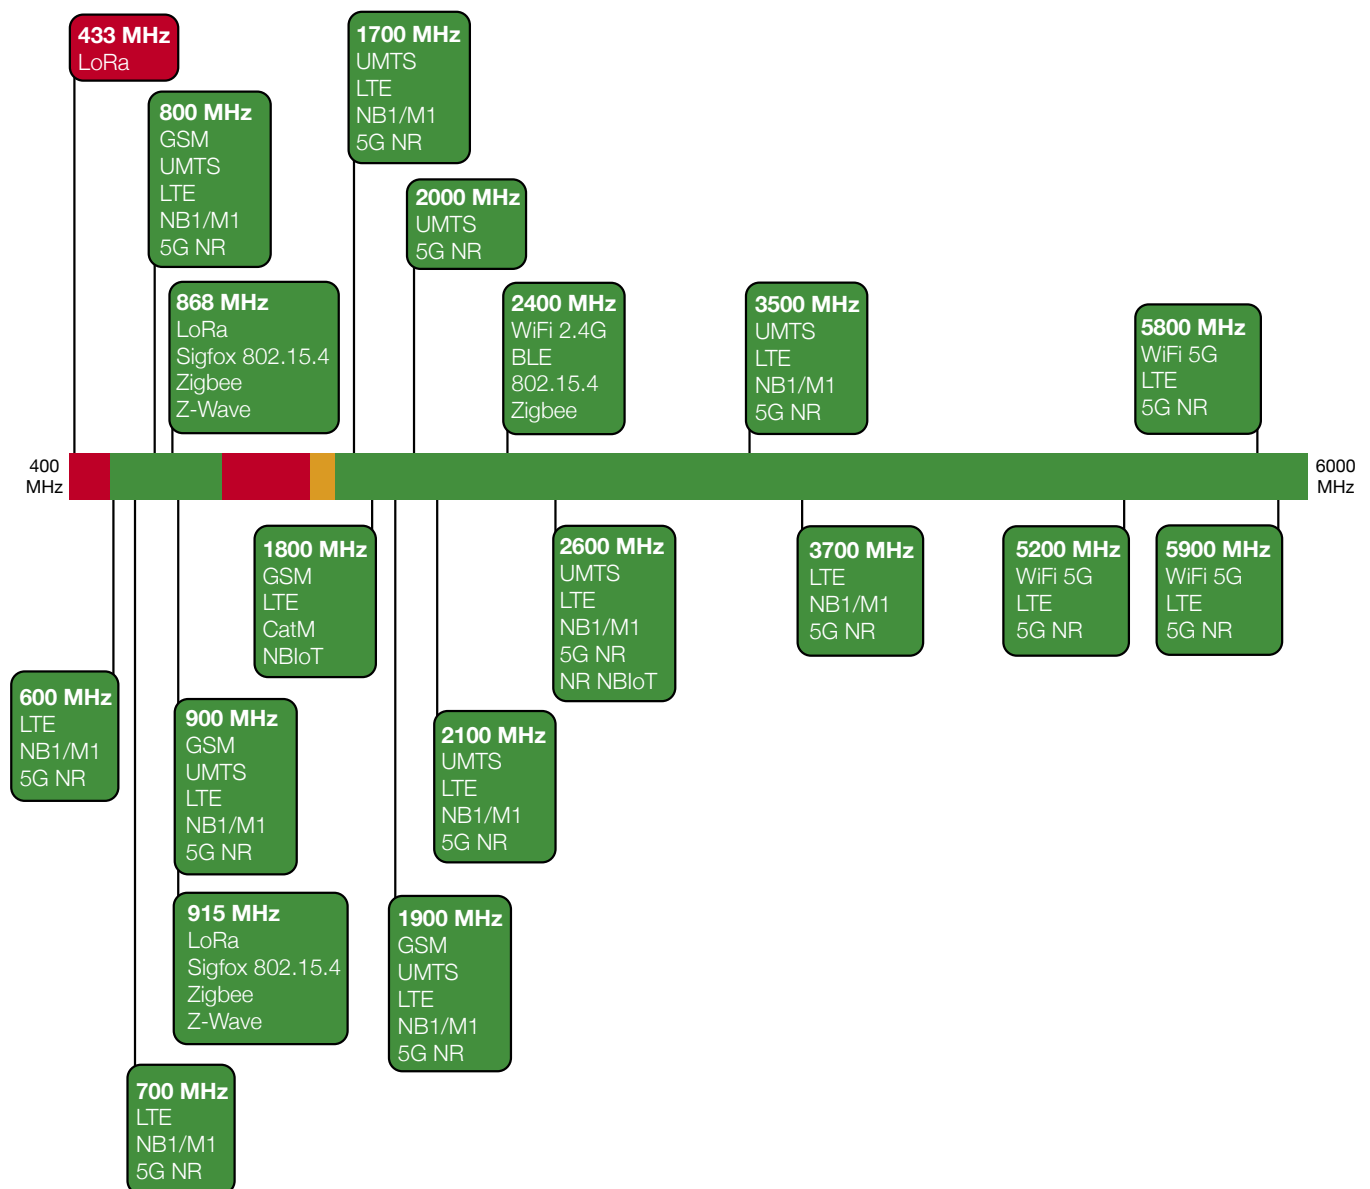 433 MHz
LoRa
800 MHz
GSM
UMTS
LTE
NB1/M1
5G NR
868 MHz
LoRa
Sigfox 802.15.4
Zigbee
Z-Wave
1700 MHz
UMTS
LTE
NB1/M1
5G NR
2000 MHz
UMTS
5G NR
2400 MHz
WiFi 2.4G
BLE
802.15.4
Zigbee
3500 MHz
UMTS
LTE
NB1/M1
5G NR
5800 MHz
WiFi 5G
LTE
5G NR
400
MHz
6000
MHz
600 MHz
LTE
NB1/M1
5G NR
700 MHz
LTE
NB1/M1
5G NR
900 MHz
GSM
UMTS
LTE
NB1/M1
5G NR
915 MHz
LoRa
Sigfox 802.15.4
Zigbee
Z-Wave
1800 MHz
GSM
LTE
CatM
NBIoT
1900 MHz
GSM
UMTS
LTE
NB1/M1
5G NR
2100 MHz
UMTS
LTE
NB1/M1
5G NR
2600 MHz
UMTS
LTE
NB1/M1
5G NR
NR NBIoT
3700 MHz
LTE
NB1/M1
5G NR
5200 MHz
WiFi 5G
LTE
5G NR
5900 MHz
WiFi 5G
LTE
5G NR